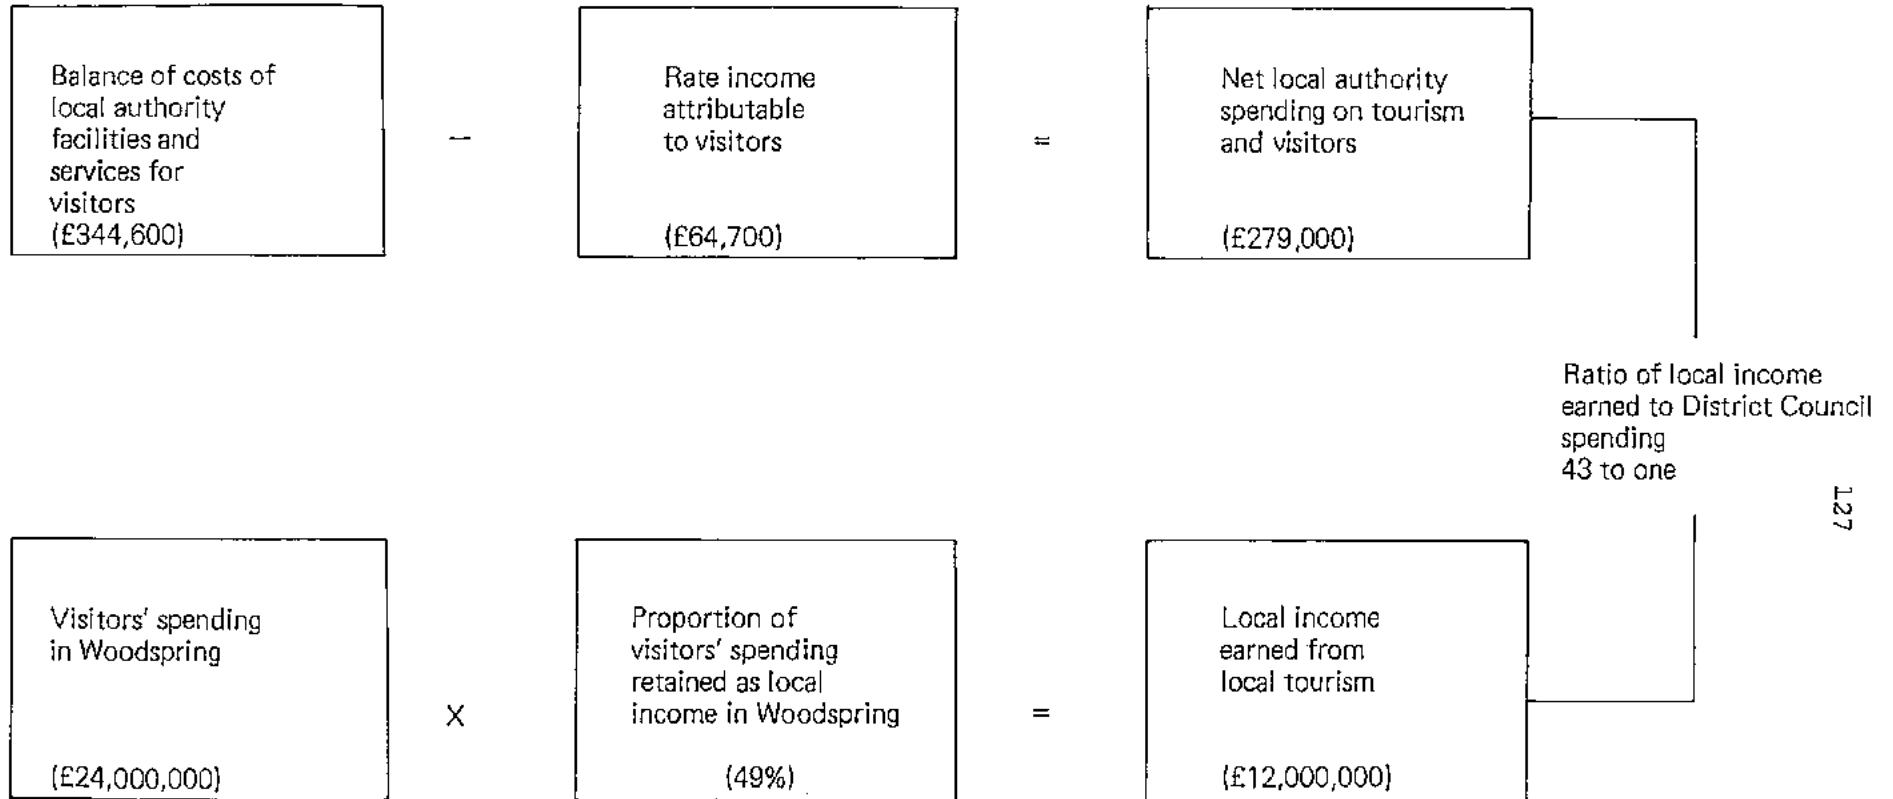 Balance of costs of
local authority
facilities and
services for
visitors
(£344,600)
−
Rate income
attributable
to visitors
(£64,700)
=
Net local authority
spending on tourism
and visitors
(£279,000)
Ratio of local income
earned to District Council
spending
43 to one
127
Visitors' spending
in Woodspring
(£24,000,000)
X
Proportion of
visitors' spending
retained as local
income in Woodspring
(49%)
=
Local income
earned from
local tourism
(£12,000,000)